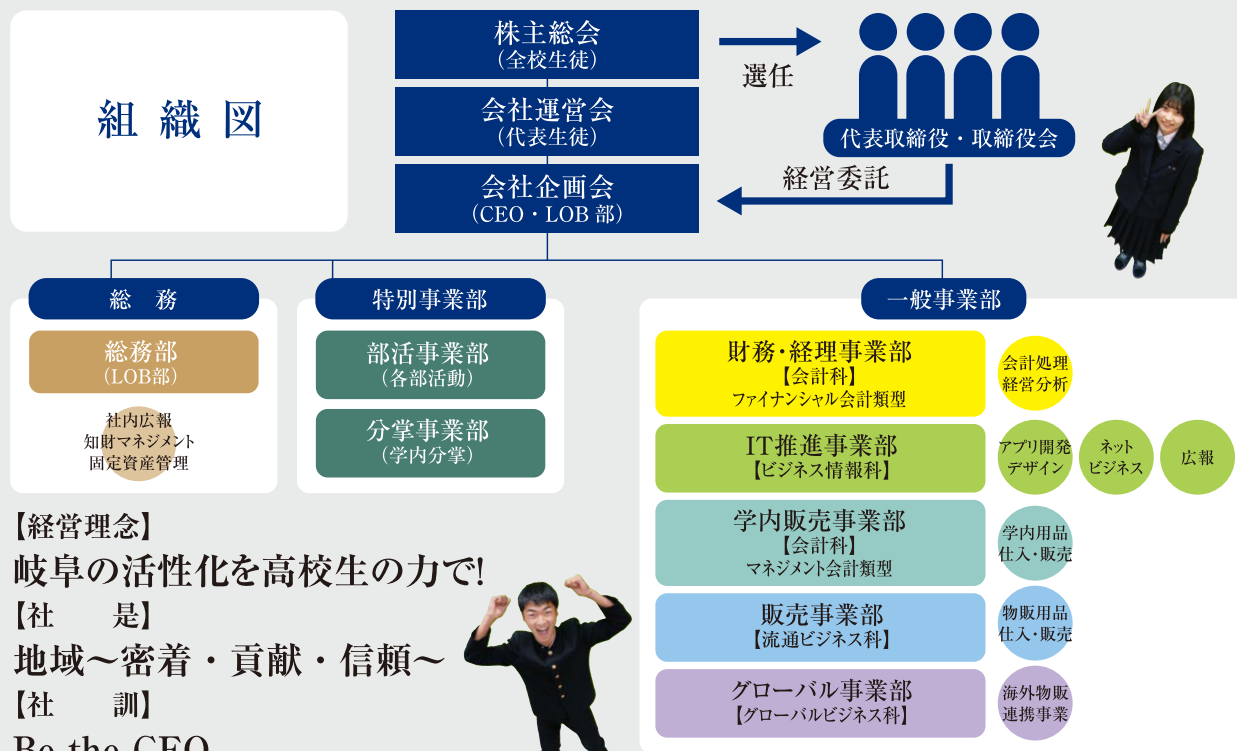 組織図
株主総会
（全校生徒）
会社運営会
（代表生徒）
会社企画会
（CEO・LOB部）
選任
代表取締役・取締役会
経営委託
総　務
総務部
（LOB部）
社内広報
知財マネジメント
固定資産管理
特別事業部
部活事業部
（各部活動）
分掌事業部
（学内分掌）
一般事業部
財務・経理事業部
【会計科】
ファイナンシャル会計類型
会計処理
経営分析
IT推進事業部
【ビジネス情報科】
アプリ開発
デザイン
ネット
ビジネス
広報
学内販売事業部
【会計科】
マネジメント会計類型
学内用品
仕入・販売
販売事業部
【流通ビジネス科】
物販用品
仕入・販売
グローバル事業部
【グローバルビジネス科】
海外物販
連携事業
【経営理念】
岐阜の活性化を高校生の力で!
【社　　是】
地域〜密着・貢献・信頼〜
【社　　訓】
Be the CEO